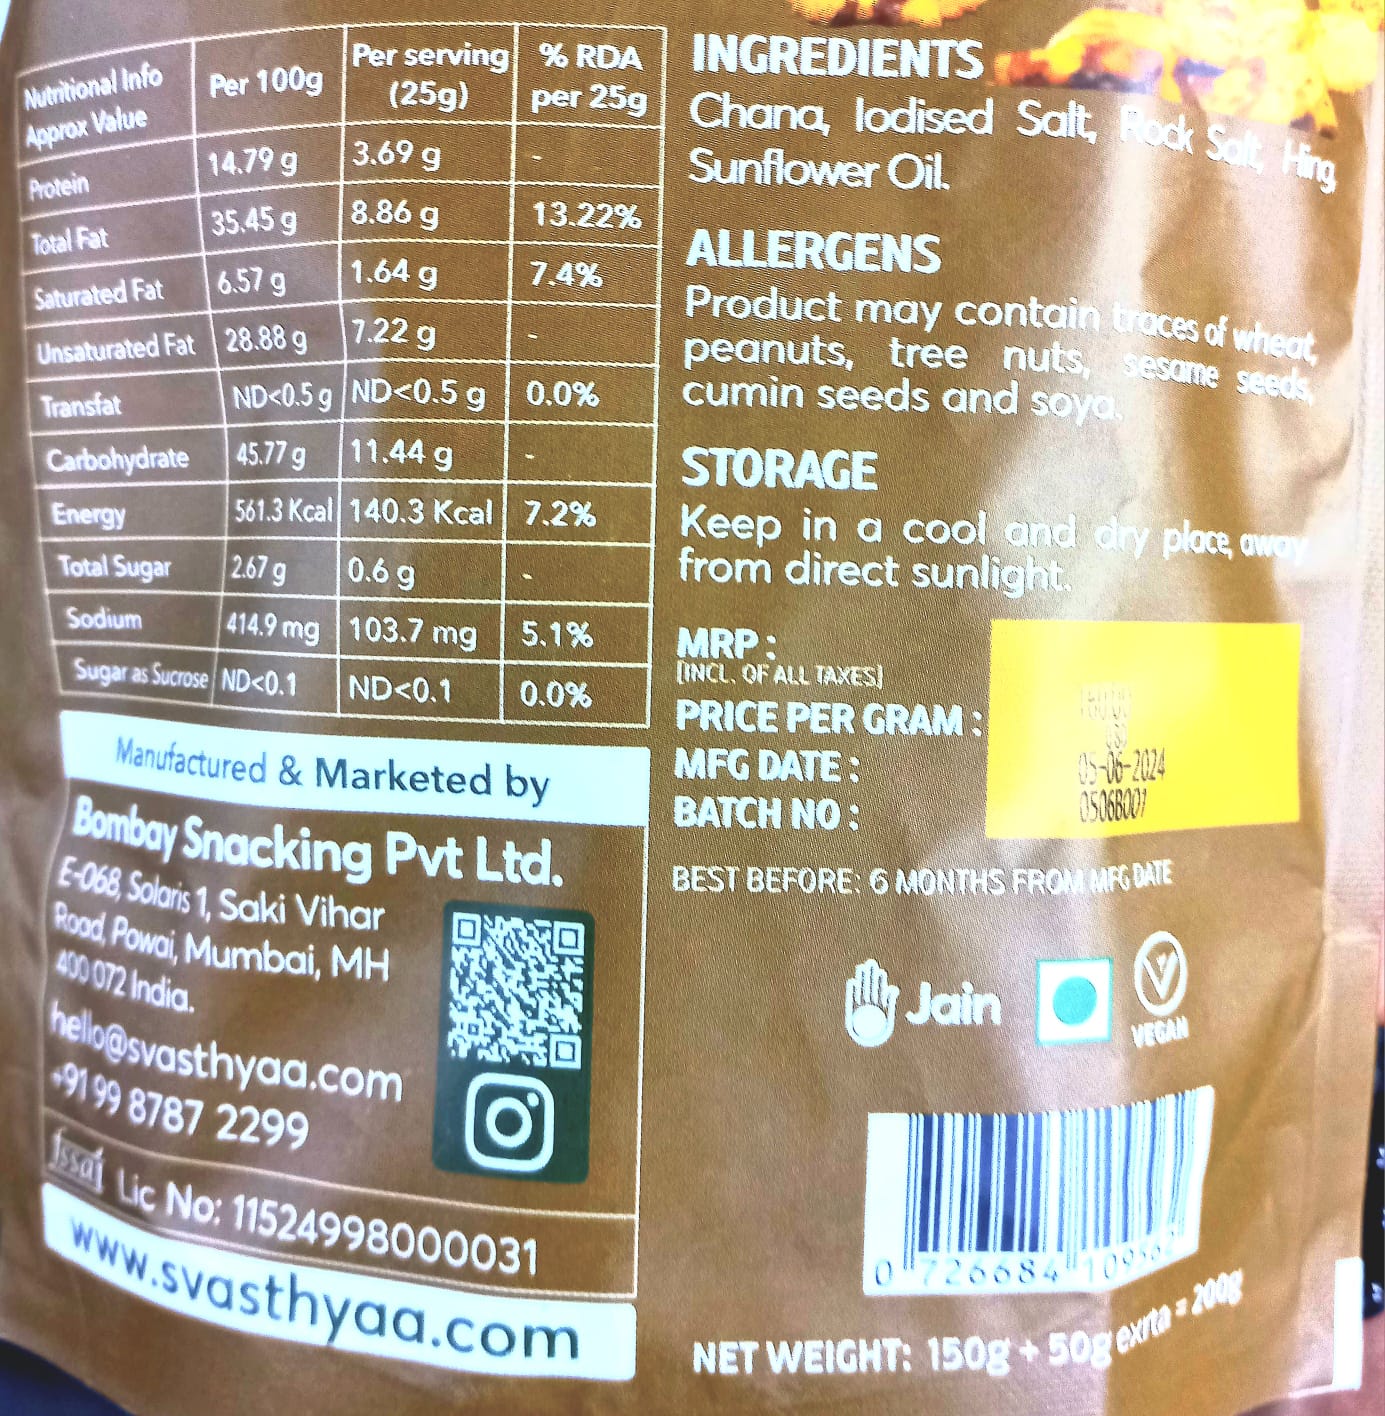 Nutritional Info Approx Value | Per 100g | Per serving (25g) | % RDA per 25g
Protein | 14.79 g | 3.69 g | -
Total Fat | 35.45 g | 8.86 g | 13.22%
Saturated Fat | 6.57 g | 1.64 g | 7.4%
Unsaturated Fat | 28.88 g | 7.22 g | -
Transfat | ND<0.5 g | ND<0.5 g | 0.0%
Carbohydrate | 45.77 g | 11.44 g | -
Energy | 561.3 Kcal | 140.3 Kcal | 7.2%
Total Sugar | 2.67 g | 0.6 g | -
Sodium | 414.9 mg | 103.7 mg | 5.1%
Sugar as Sucrose | ND<0.1 | ND<0.1 | 0.0%
Manufactured & Marketed by
Bombay Snacking Pvt Ltd.
E-068, Solaris 1, Saki Vihar
Road, Powai, Mumbai, MH
400 072 India.
hello@svasthyaa.com
+91 99 8787 2299
fssai Lic No: 11524998000031
www.svasthyaa.com
INGREDIENTS
Chana, Iodised Salt, Rock Salt, Hing,
Sunflower Oil.
ALLERGENS
Product may contain traces of wheat,
peanuts, tree nuts, sesame seeds,
cumin seeds and soya.
STORAGE
Keep in a cool and dry place, away
from direct sunlight.
MRP :
[INCL. OF ALL TAXES]
PRICE PER GRAM :
MFG DATE : 05-06-2024
BATCH NO : 0506B001
BEST BEFORE: 6 MONTHS FROM MFG DATE
Jain
VEGAN
0 726684
NET WEIGHT: 150g + 50g exrta = 200g